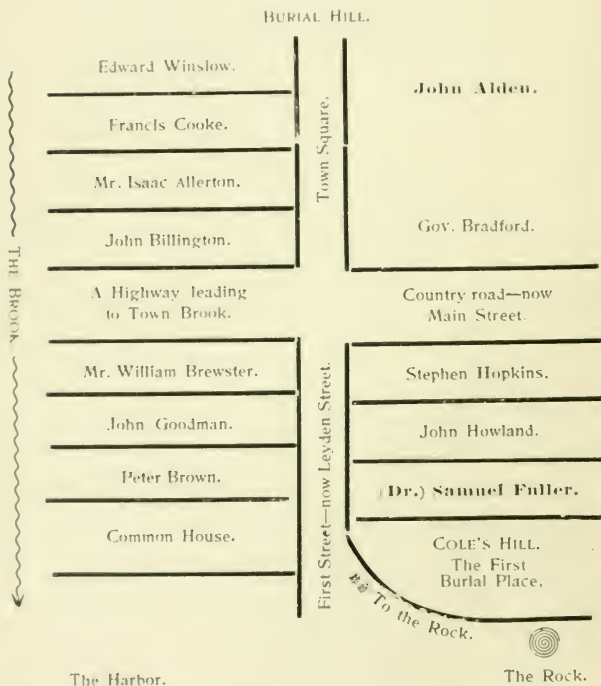 BURIAL HILL.
Edward Winslow.
Francis Cooke.
Mr. Isaac Allerton.
John Billington.
A Highway leading
to Town Brook.
Mr. William Brewster.
John Goodman.
Peter Brown.
Common House.
THE BROOK
Town Square.
First Street—now Leyden Street.
John Alden.
Gov. Bradford.
Country road—now
Main Street.
Stephen Hopkins.
John Howland.
(Dr.) Samuel Fuller.
COLE'S HILL.
The First
Burial Place.
To the Rock.
The Harbor.
The Rock.